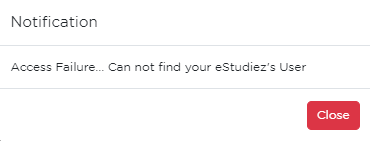 Notification
Access Failure... Can not find your eStudiez's User
Close